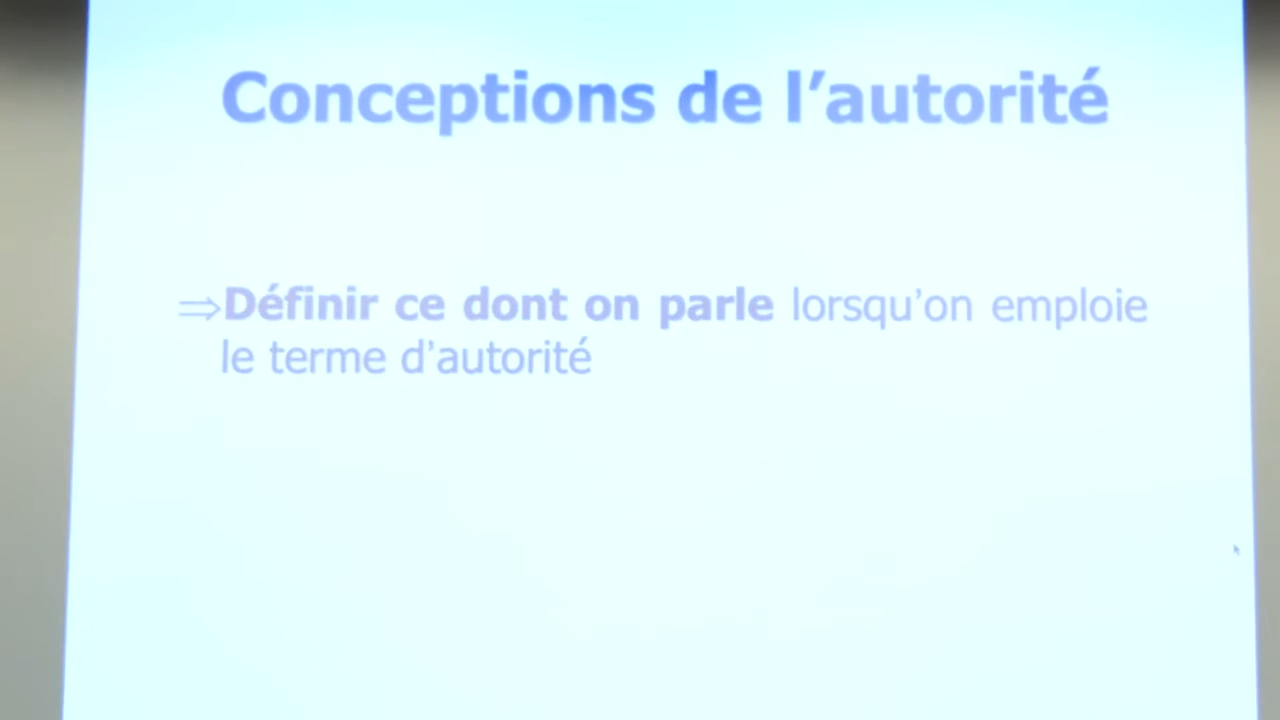 Conceptions de l’autorité
⇒Définir ce dont on parle lorsqu’on emploie
le terme d’autorité